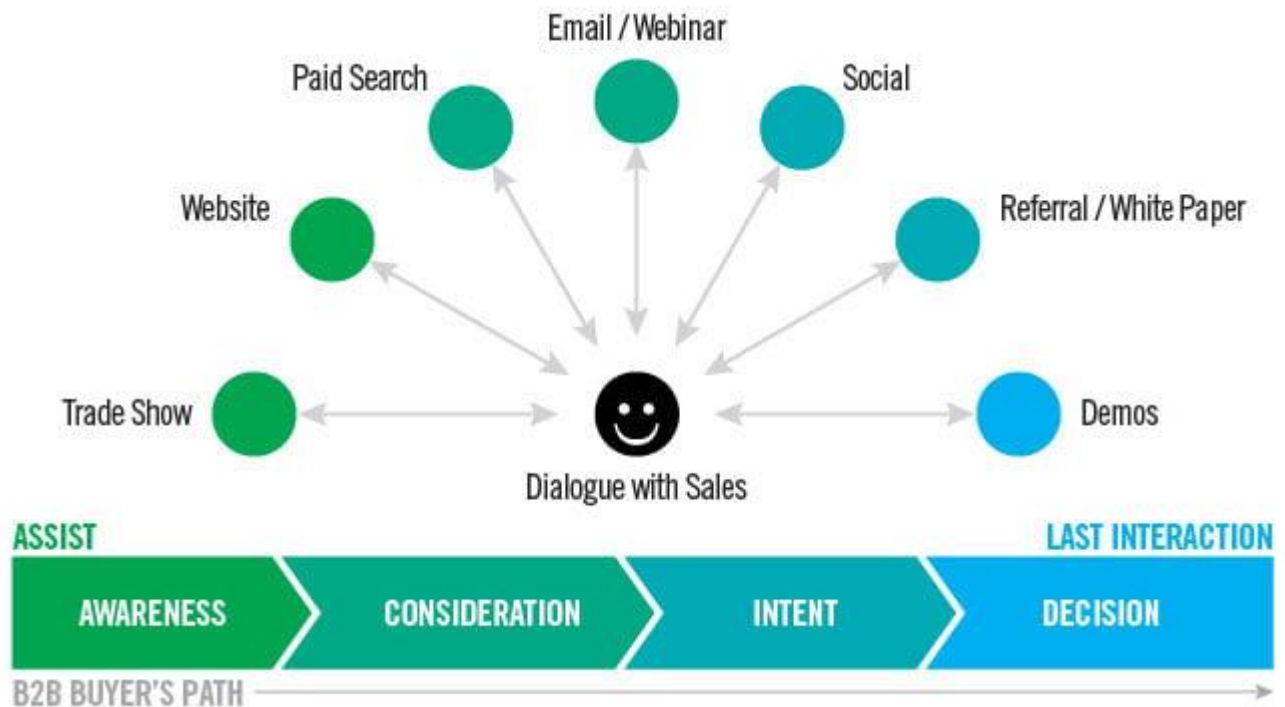 Email / Webinar
Paid Search
Social
Website
Referral / White Paper
Trade Show
Demos
Dialogue with Sales
ASSIST
LAST INTERACTION
AWARENESS
CONSIDERATION
INTENT
DECISION
B2B BUYER'S PATH